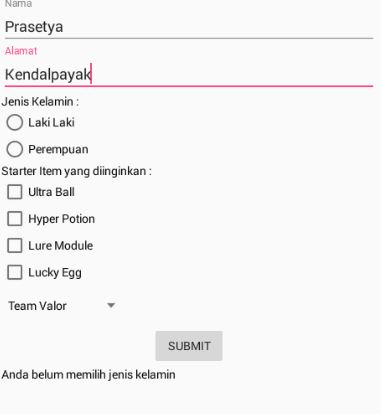 Nama
Prasetya
Alamat
Kendalpayak
Jenis Kelamin :
Laki Laki
Perempuan
Starter Item yang diinginkan :
Ultra Ball
Hyper Potion
Lure Module
Lucky Egg
Team Valor
SUBMIT
Anda belum memilih jenis kelamin